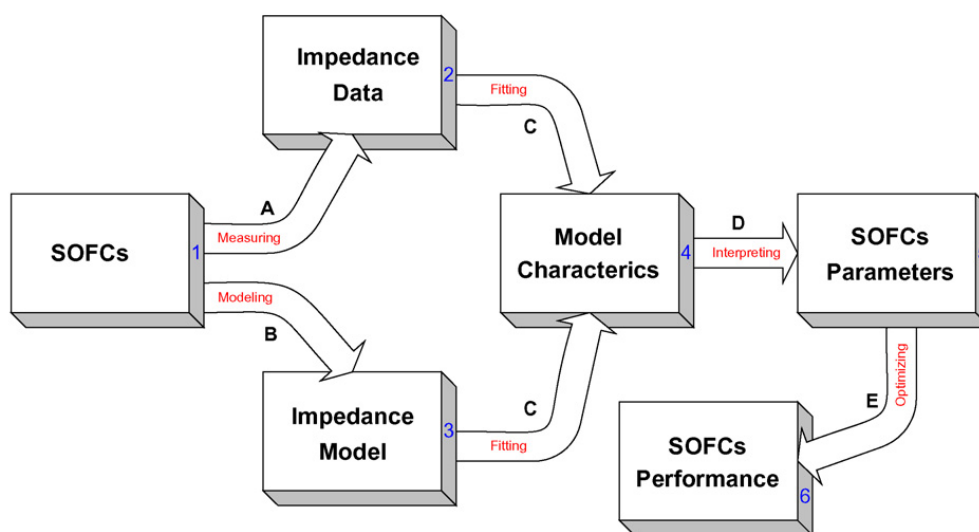 Impedance
Data
2
Fitting
C
A
Measuring
SOFCs
1
Modeling
B
Model
Characterics
4
D
Interpreting
SOFCs
Parameters
Impedance
Model
3
C
Fitting
E
Optimizing
SOFCs
Performance
6